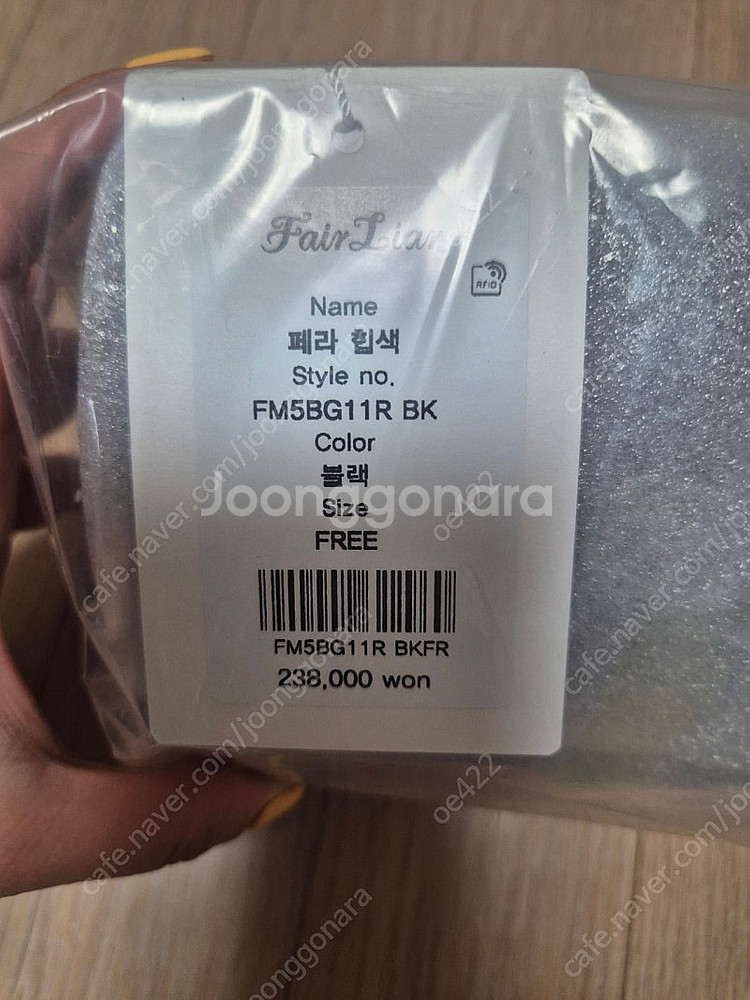 FairLiar
RFID
Name
페라 힙색
Style no.
FM5BG11R BK
Color
블랙
Joonggonara
Size
FREE
FM5BG11R BKFR
238,000 won
cafe.naver.com/joonggonara
oe422